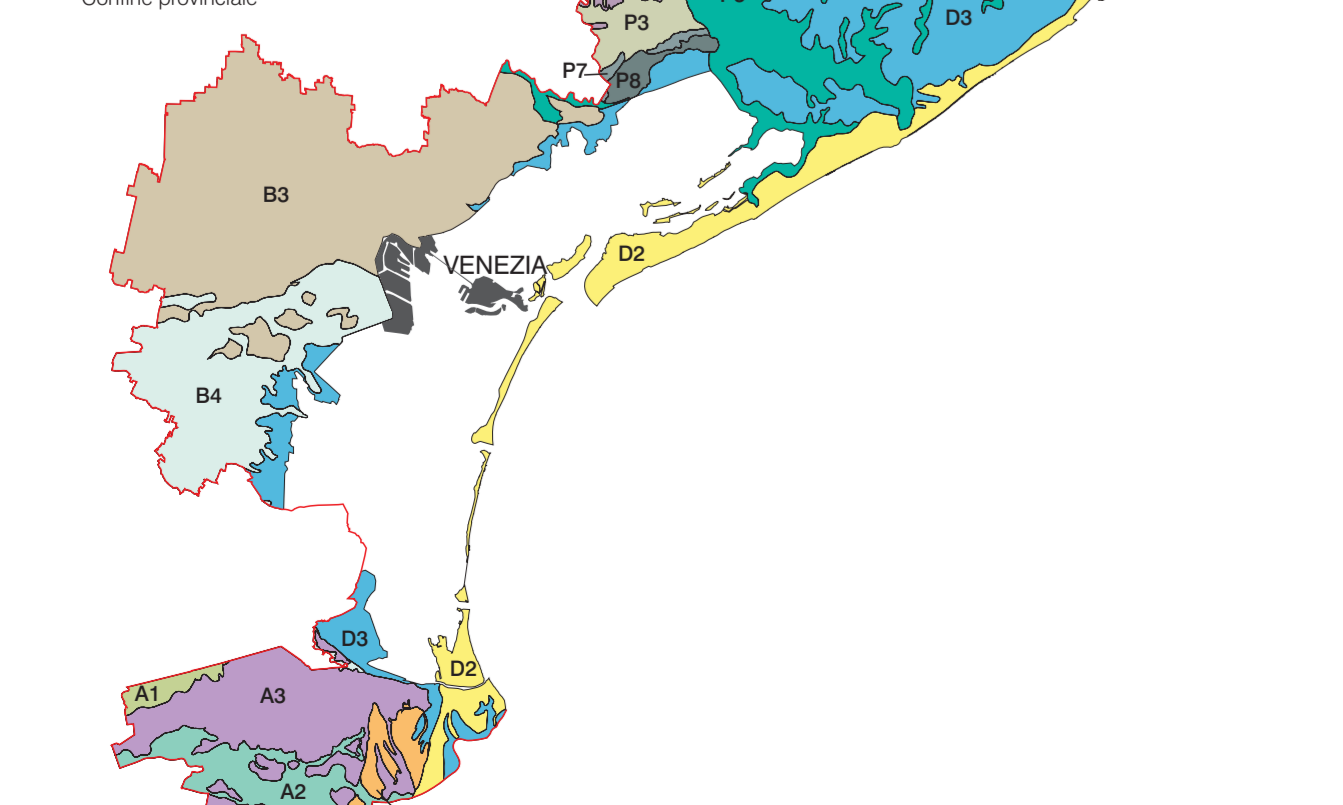 Confine provinciale
P3
D3
P7
P8
B3
D2
VENEZIA
B4
D3
D2
A1
A3
A2